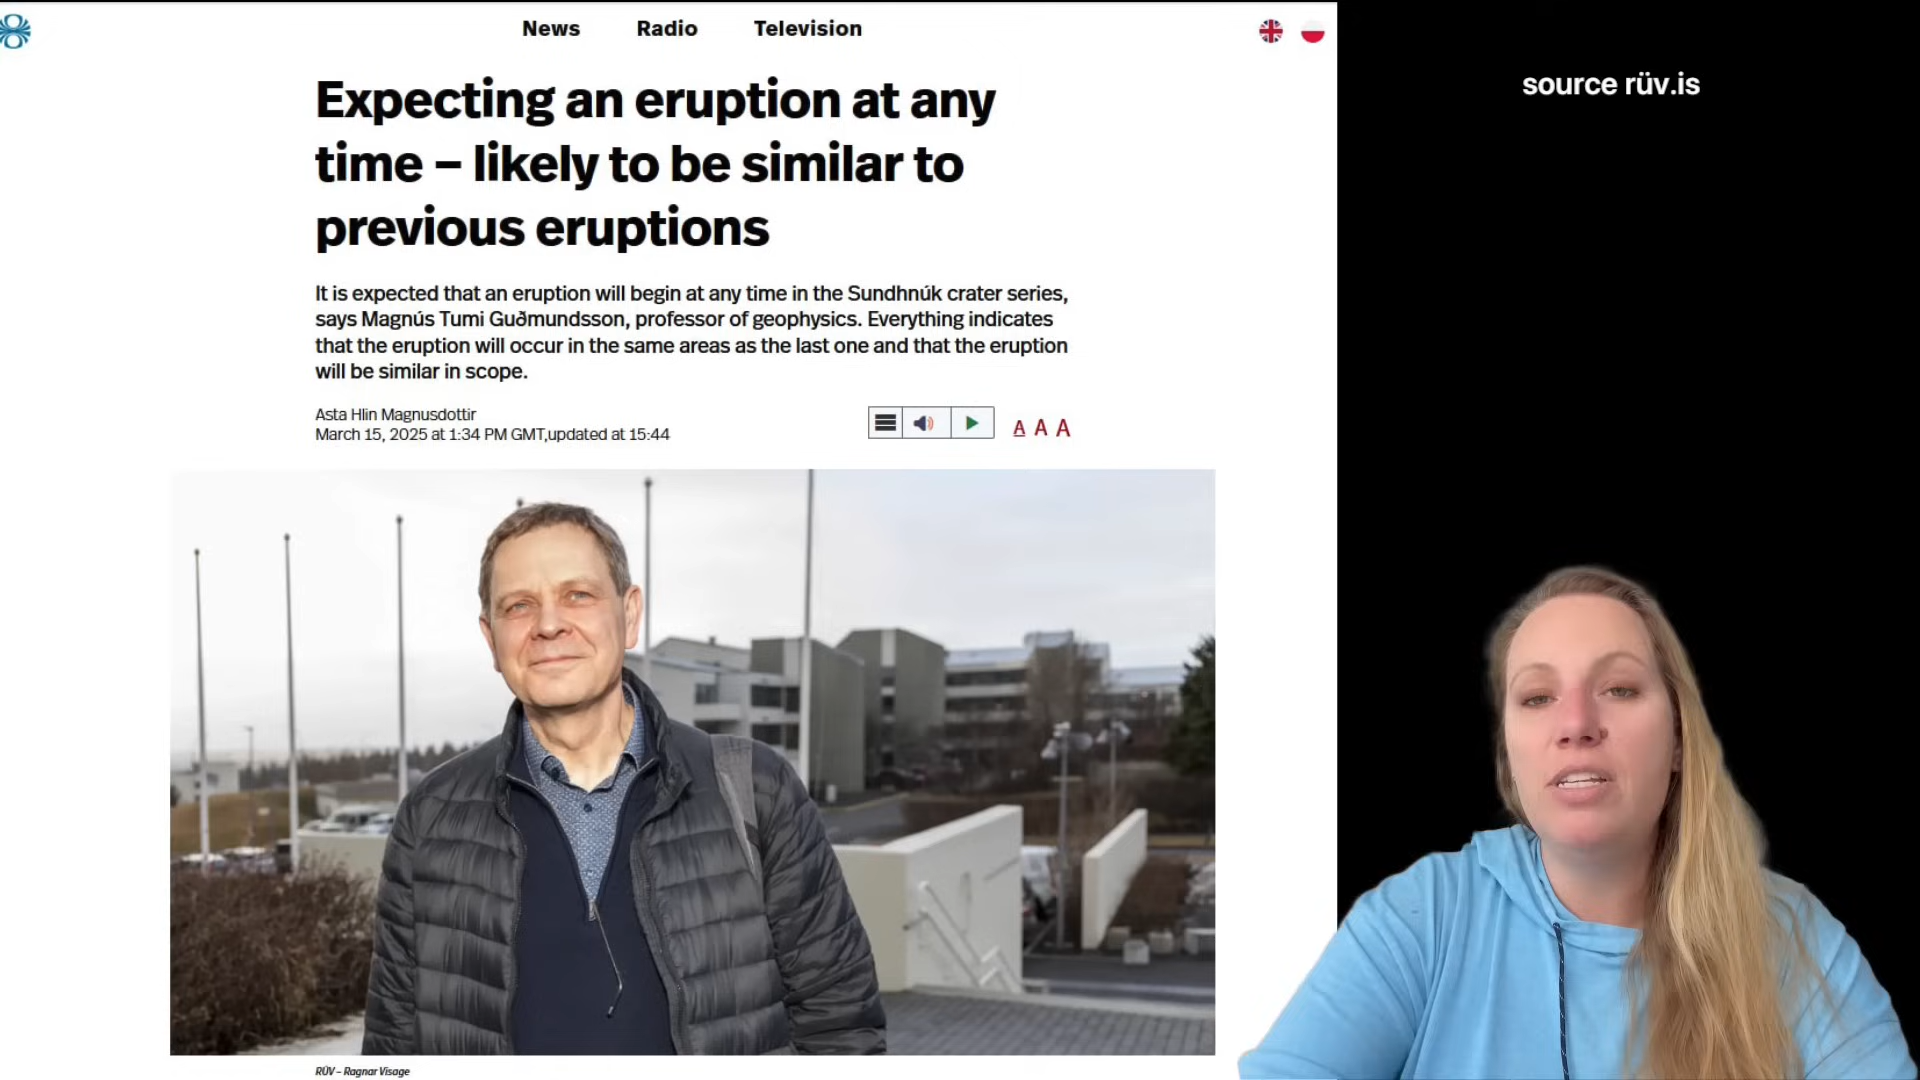 News Radio Television
source rüv.is
Expecting an eruption at any
time – likely to be similar to
previous eruptions
It is expected that an eruption will begin at any time in the Sundhnúk crater series,
says Magnús Tumi Guðmundsson, professor of geophysics. Everything indicates
that the eruption will occur in the same areas as the last one and that the eruption
will be similar in scope.
Asta Hlin Magnusdottir
March 15, 2025 at 1:34 PM GMT,updated at 15:44
A A A
RÚV – Ragnar Visage